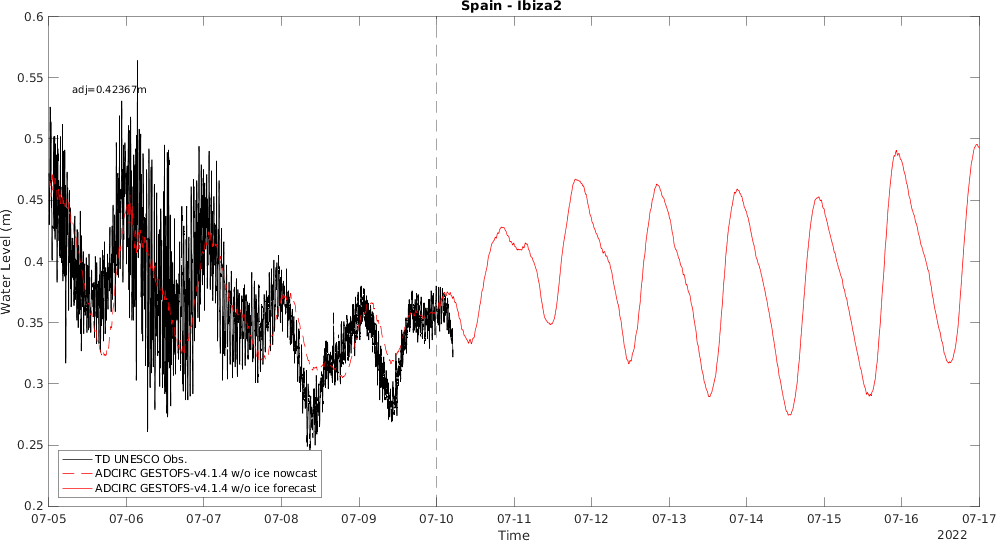 Spain - Ibiza2
0.6
0.55
0.5
0.45
0.4
0.35
0.3
0.25
0.2
Water Level (m)
adj=0.42367m
TD UNESCO Obs.
ADCIRC GESTOFS-v4.1.4 w/o ice nowcast
ADCIRC GESTOFS-v4.1.4 w/o ice forecast
07-05 07-06 07-07 07-08 07-09 07-10 07-11 07-12 07-13 07-14 07-15 07-16 07-17
Time
2022